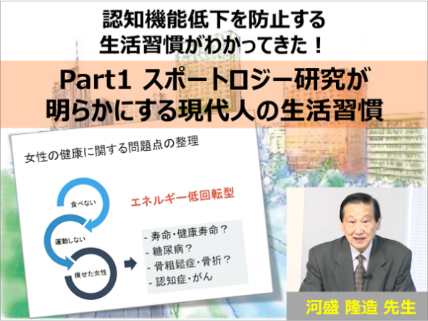 認知機能低下を防止する
生活習慣がわかってきた！
Part1 スポートロジー研究が
明らかにする現代人の生活習慣
女性の健康に関する問題点の整理
食べない
運動しない
痩せた女性
エネルギー低回転型
- 寿命・健康寿命？
- 糖尿病？
- 骨粗鬆症・骨折？
- 認知症・がん
河盛 隆造 先生